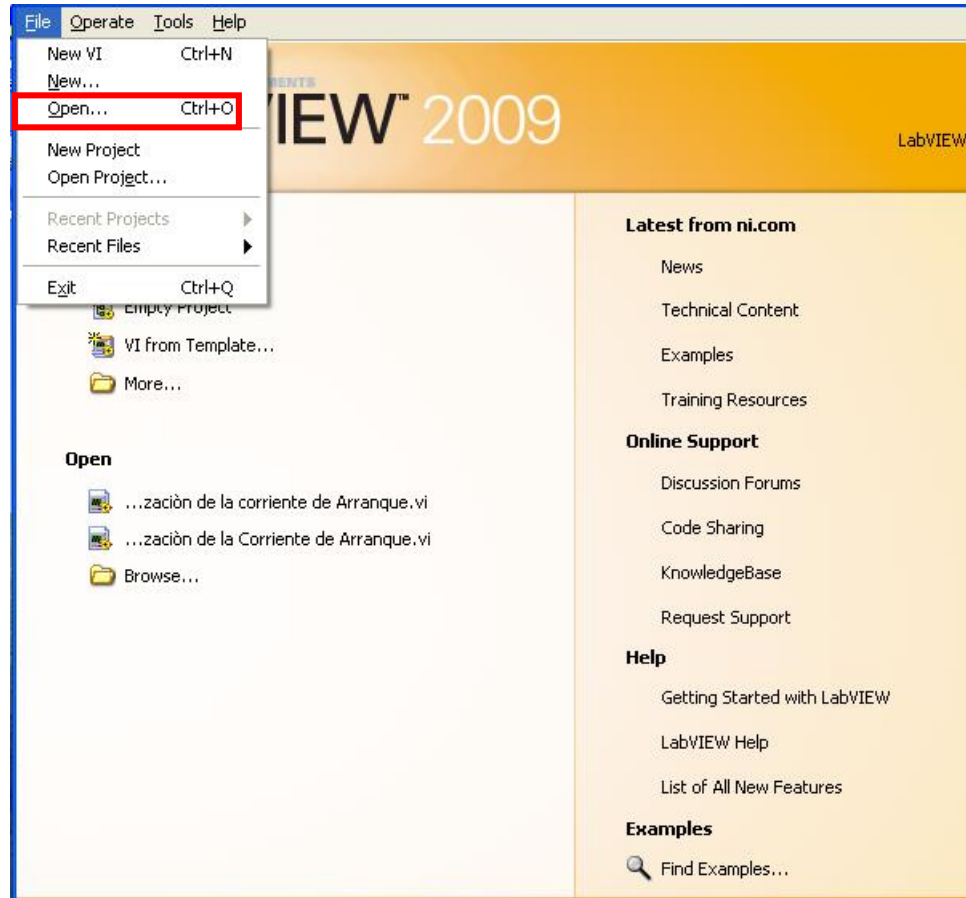 File Operate Tools Help
New VI Ctrl+N
New...
Open... Ctrl+O
New Project
Open Project...
Recent Projects
Recent Files
Exit Ctrl+Q
MENTS
IEW™ 2009
LabVIEW
Empty Project
VI from Template...
More...
Open
...zaciòn de la corriente de Arranque.vi
...zaciòn de la Corriente de Arranque.vi
Browse...
Latest from ni.com
News
Technical Content
Examples
Training Resources
Online Support
Discussion Forums
Code Sharing
KnowledgeBase
Request Support
Help
Getting Started with LabVIEW
LabVIEW Help
List of All New Features
Examples
Find Examples...